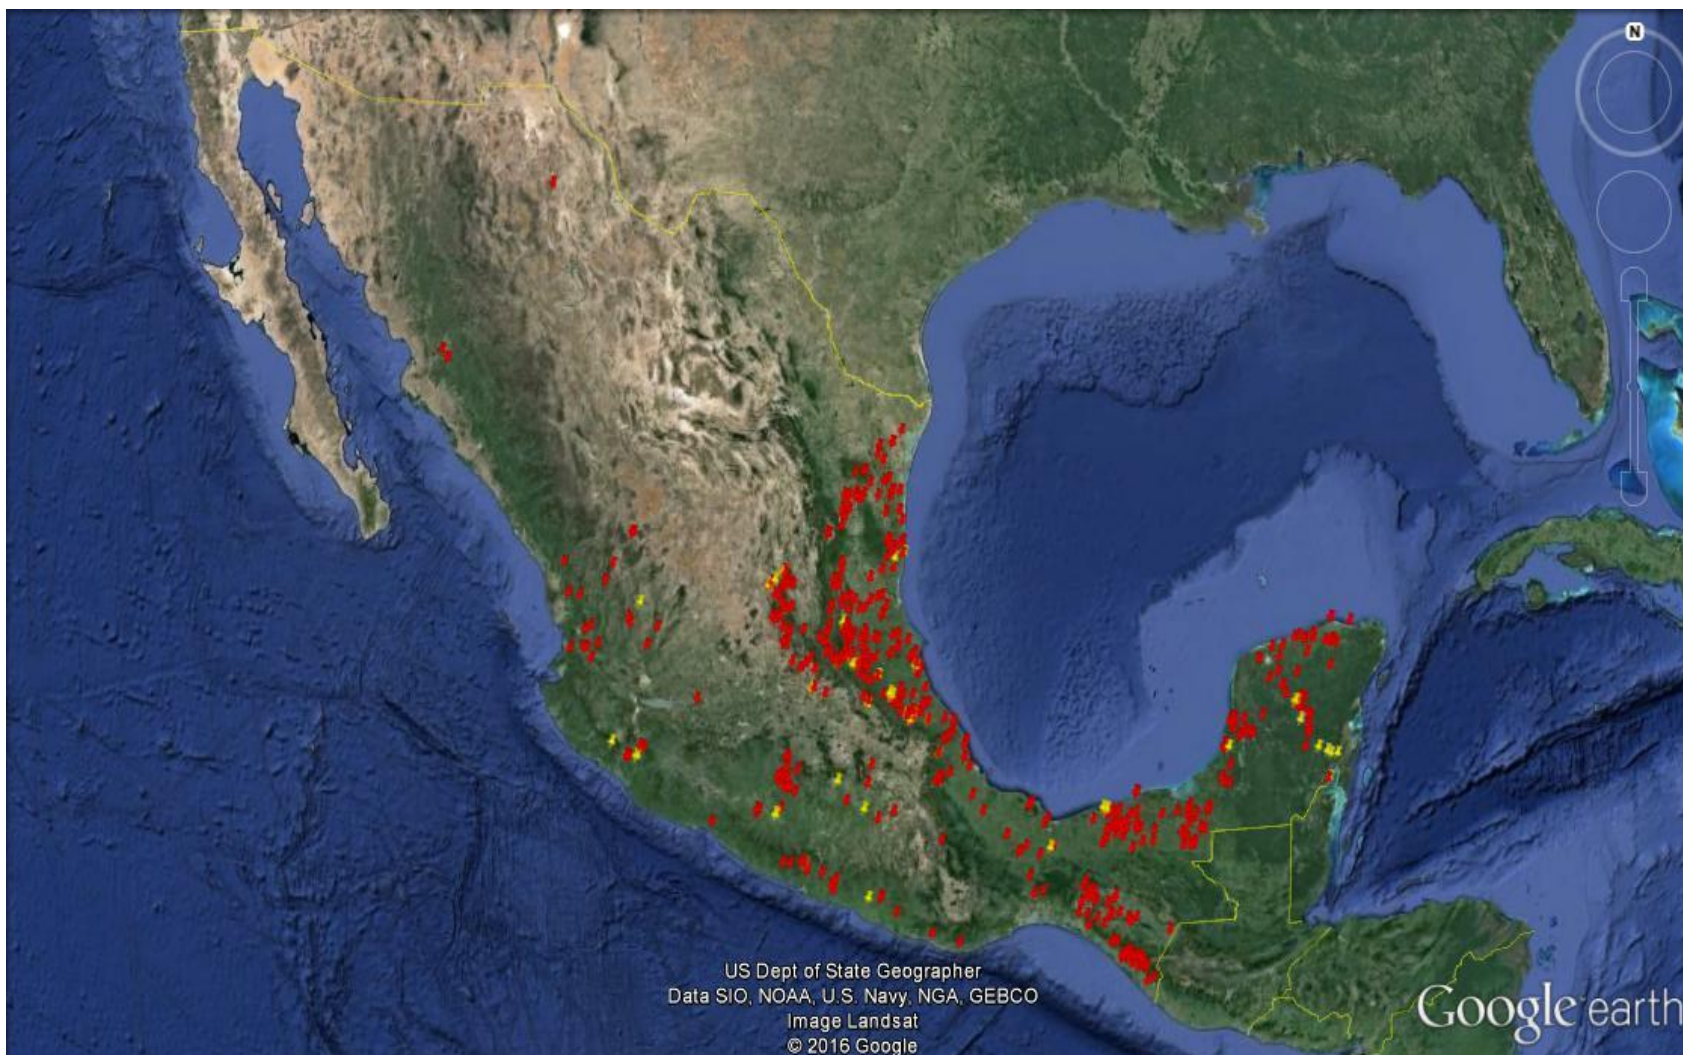 N
US Dept of State Geographer
Data SIO, NOAA, U.S. Navy, NGA, GEBCO
Image Landsat
© 2016 Google
Google earth